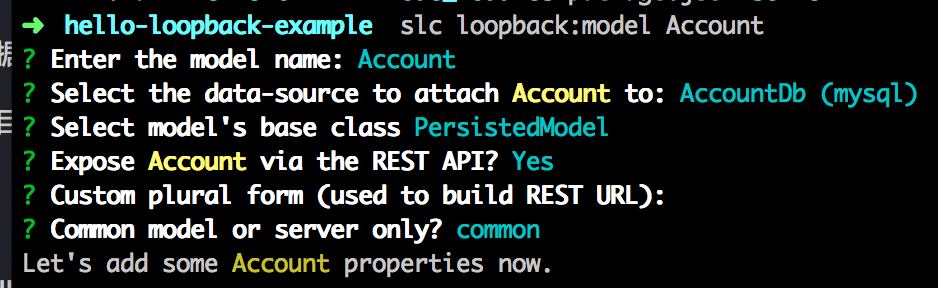 ➜ hello-loopback-example slc loopback:model Account
? Enter the model name: Account
? Select the data-source to attach Account to: AccountDb (mysql)
? Select model's base class PersistedModel
? Expose Account via the REST API? Yes
? Custom plural form (used to build REST URL):
? Common model or server only? common
Let's add some Account properties now.